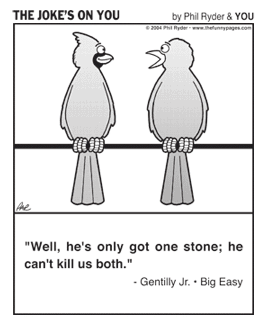 THE JOKE'S ON YOU by Phil Ryder & YOU
© 2004 Phil Ryder • www.thefunnypages.com
"Well, he's only got one stone; he
can't kill us both."
- Gentilly Jr. • Big Easy